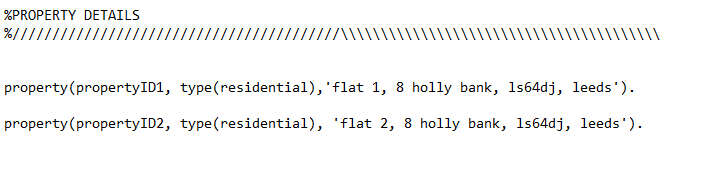 %PROPERTY DETAILS
%/////////////////////////////////////////\\\\\\\\\\\\\\\\\\\\\\\\\\\\\\\\\\\\\\\\
property(propertyID1, type(residential),'flat 1, 8 holly bank, ls64dj, leeds').
property(propertyID2, type(residential), 'flat 2, 8 holly bank, ls64dj, leeds').